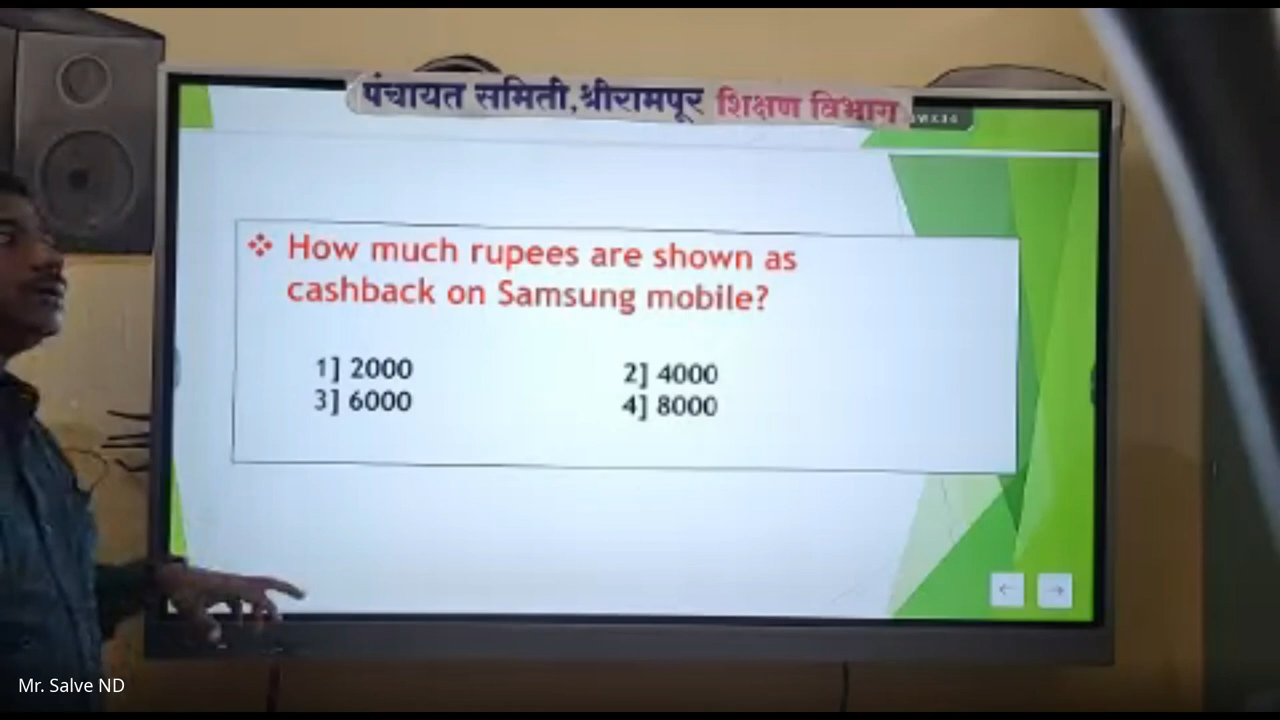 पंचायत समिती,श्रीरामपूर शिक्षण विभाग
How much rupees are shown as
cashback on Samsung mobile?
1] 2000 2] 4000
3] 6000 4] 8000
Mr. Salve ND